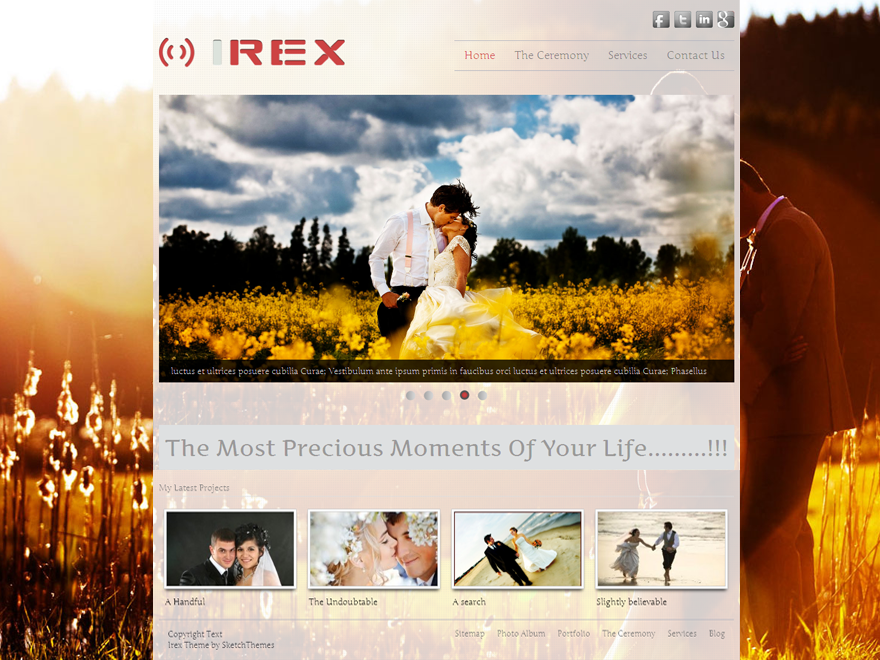 IREX
Home The Ceremony Services Contact Us
luctus et ultrices posuere cubilia Curae; Vestibulum ante ipsum primis in faucibus orci luctus et ultrices posuere cubilia Curae; Phasellus
The Most Precious Moments Of Your Life.........!!!
My Latest Projects
A Handful The Undoubtable A search Slightly believable
Copyright Text
Sitemap Photo Album Portfolio The Ceremony Services Blog
Irex Theme by SketchThemes